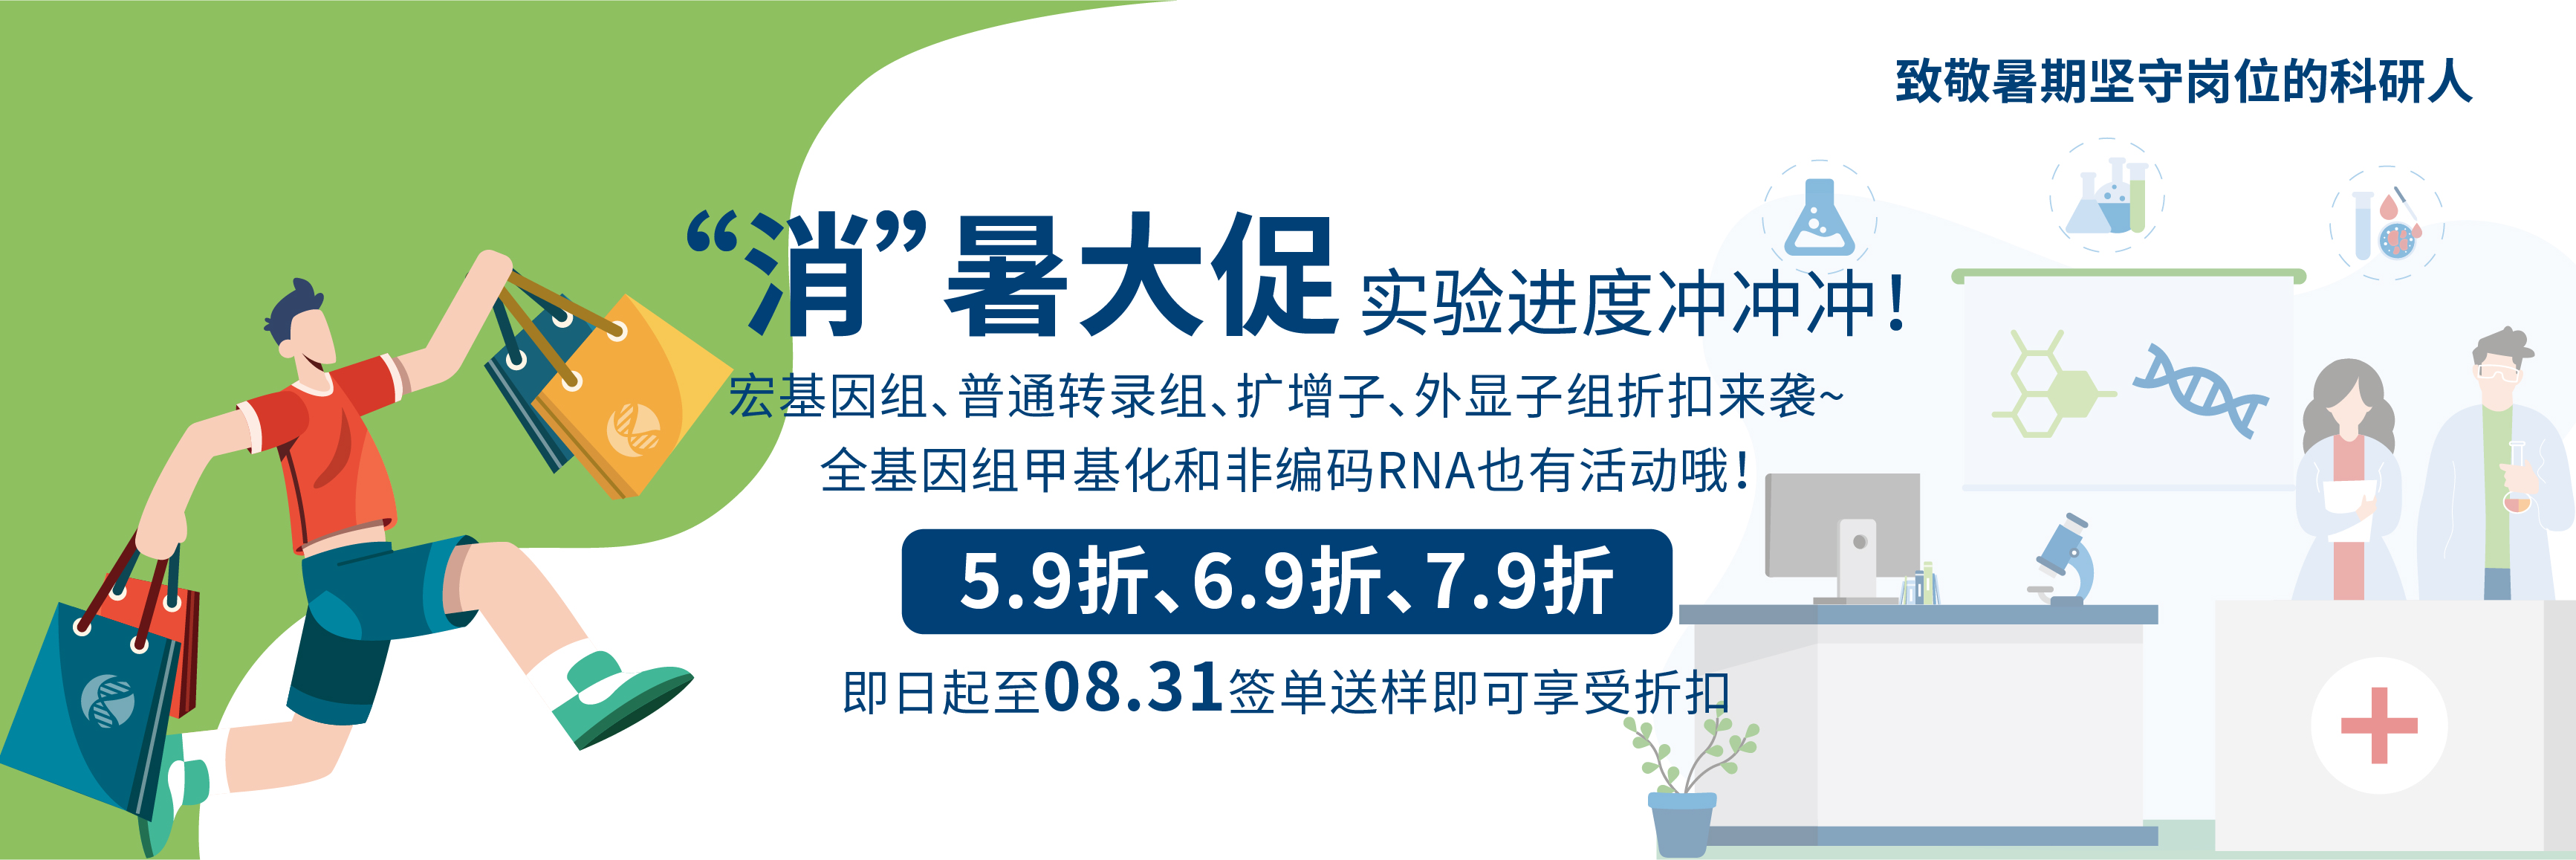 致敬暑期坚守岗位的科研人
“消”暑大促 实验进度冲冲冲！
宏基因组、普通转录组、扩增子、外显子组折扣来袭~
全基因组甲基化和非编码RNA也有活动哦！
5.9折、6.9折、7.9折
即日起至08.31签单送样即可享受折扣